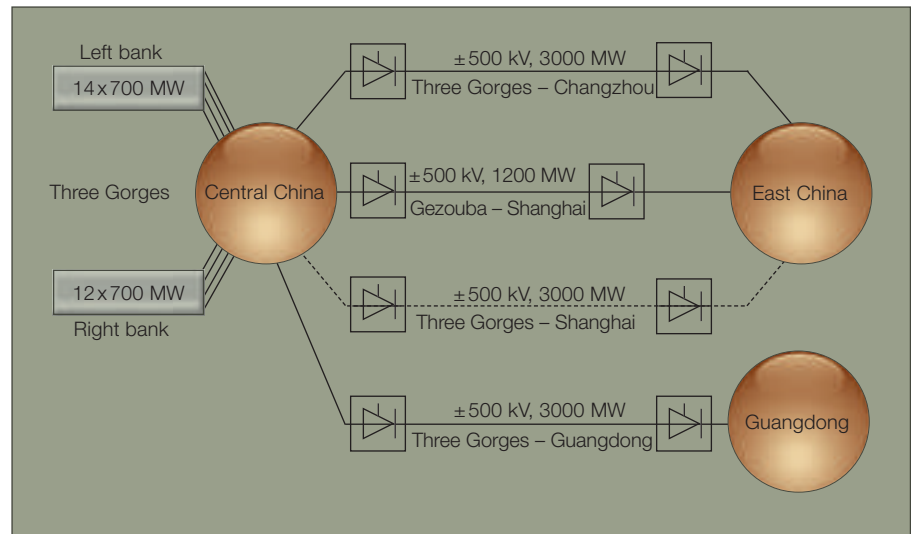 Left bank
14x700 MW
Three Gorges
12x700 MW
Right bank
Central China
±500 kV, 3000 MW
Three Gorges – Changzhou
±500 kV, 1200 MW
Gezouba – Shanghai
±500 kV, 3000 MW
Three Gorges – Shanghai
±500 kV, 3000 MW
Three Gorges – Guangdong
East China
Guangdong